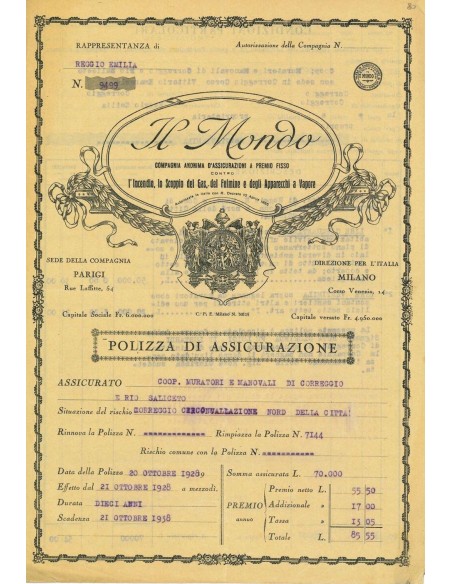 RAPPRESENTANZA di
Autorizzazione della Compagnia N.
REGGIO EMILIA
N. 9499
MONDO
Il Mondo
COMPAGNIA ANONIMA D'ASSICURAZIONI A PREMIO FISSO
CONTRO
l'Incendio, lo Scoppio del Gas, del Fulmine e degli Apparecchi a Vapore
SEDE DELLA COMPAGNIA
PARIGI
Rue Laffitte, 54
DIREZIONE PER L'ITALIA
MILANO
Corso Venezia, 14
Capitale Sociale Fr. 6.000.000
Capitale versato Fr. 4.950.000
POLIZZA DI ASSICURAZIONE
ASSICURATO COOP. MURATORI E MANOVALI DI CORREGGIO
E RIO SALICETO
Situazione del rischio CORREGGIO CIRCONVALLAZIONE NORD DELLA CITTA'
Rinnova la Polizza N. ------------- Rimpiazza la Polizza N. 7144
Rischio comune con la Polizza N. ------------
Data della Polizza 20 OTTOBRE 1928 Somma assicurata L. 70.000
Effetto dal 21 OTTOBRE 1928 a mezzodì.
Durata DIECI ANNI
Scadenza 21 OTTOBRE 1938
PREMIO annuo
Premio netto L. 55 50
Addizionale » 17 00
Tassa » 13 05
Totale L. 85 55